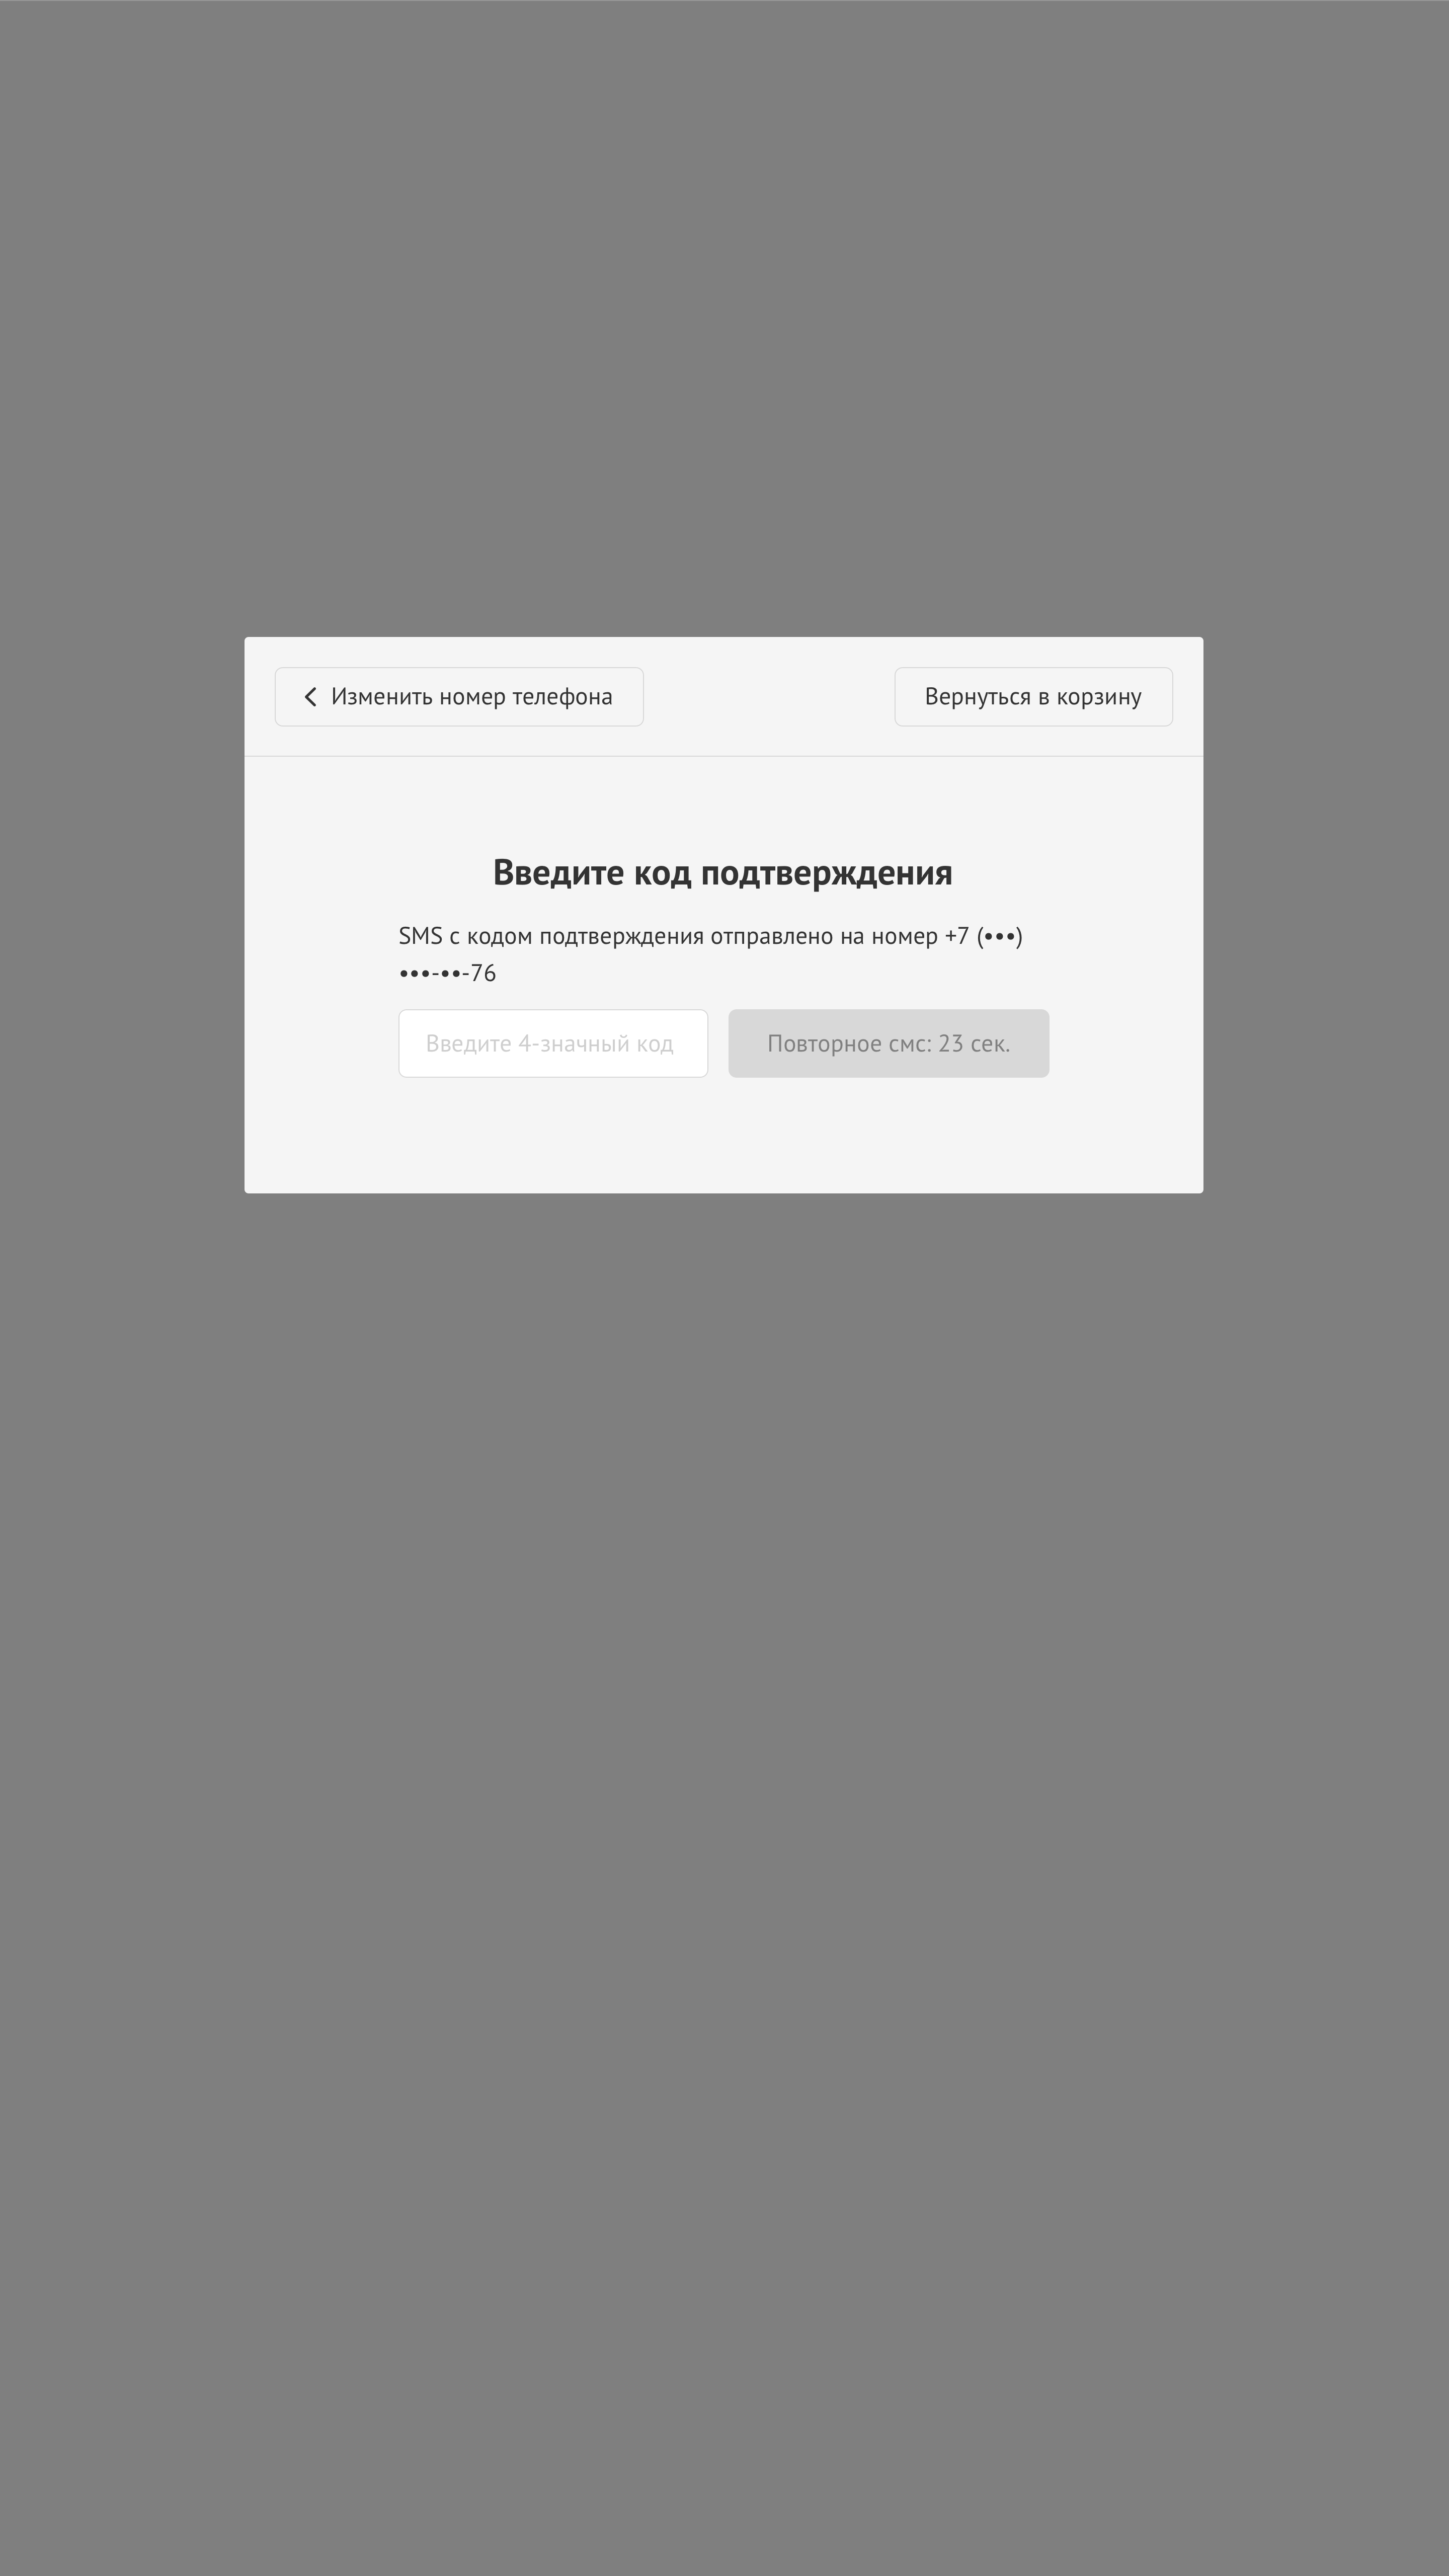 Изменить номер телефона
Вернуться в корзину
Введите код подтверждения
SMS с кодом подтверждения отправлено на номер +7 (•••)
•••-••-76
Введите 4-значный код
Повторное смс: 23 сек.